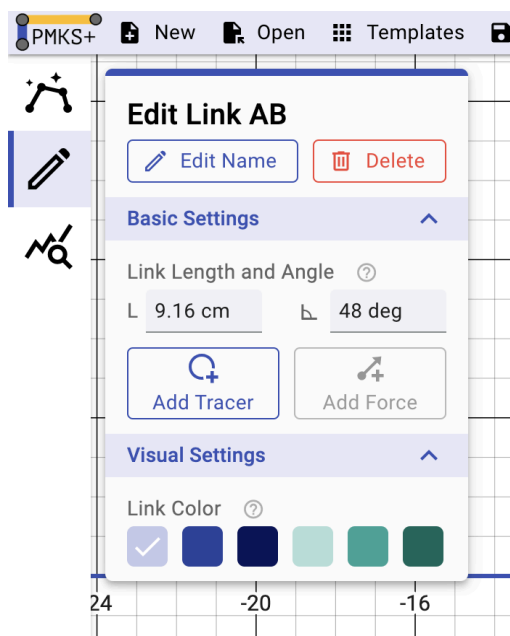 PMKS+ New Open Templates
Edit Link AB
Edit Name Delete
Basic Settings
Link Length and Angle ?
L 9.16 cm 48 deg
Add Tracer Add Force
Visual Settings
Link Color ?
24 -20 -16